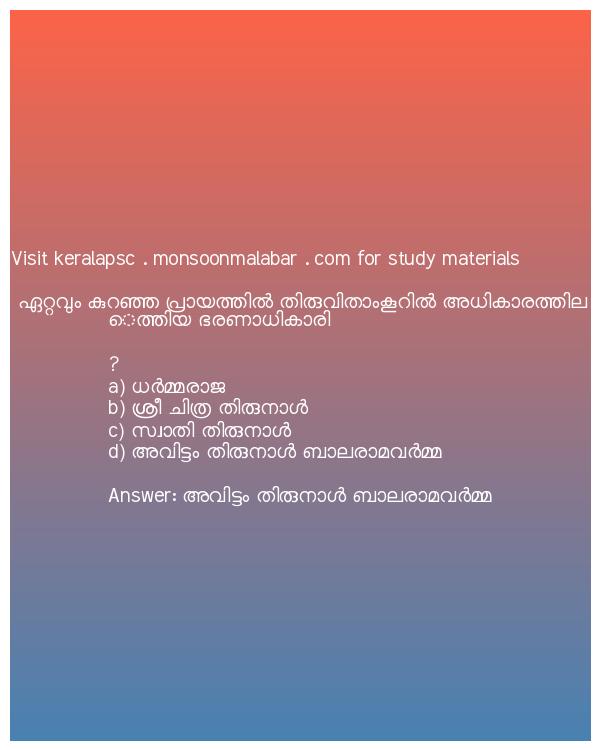 Visit keralapsc . monsoonmalabar . com for study materials
ഏറ്റവും കുറഞ്ഞ പ്രായത്തിൽ തിരുവിതാംകൂറിൽ അധികാരത്തില
െത്തിയ ഭരണാധികാരി
?
a) ധർമ്മരാജ
b) ശ്രീ ചിത്ര തിരുനാൾ
c) സ്വാതി തിരുനാൾ
d) അവിട്ടം തിരുനാൾ ബാലരാമവർമ്മ
Answer: അവിട്ടം തിരുനാൾ ബാലരാമവർമ്മ